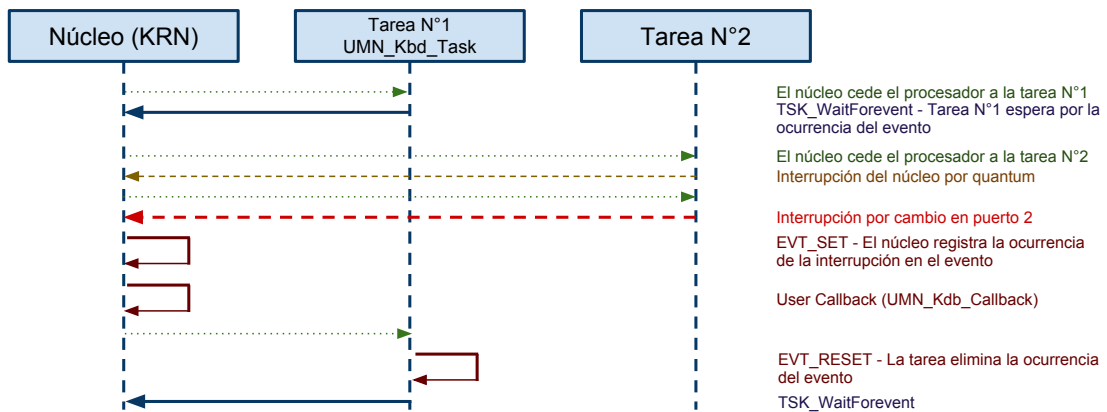 Núcleo (KRN)
Tarea N°1
UMN_Kbd_Task
Tarea N°2
El núcleo cede el procesador a la tarea N°1
TSK_WaitForevent - Tarea N°1 espera por la
ocurrencia del evento
El núcleo cede el procesador a la tarea N°2
Interrupción del núcleo por quantum
Interrupción por cambio en puerto 2
EVT_SET - El núcleo registra la ocurrencia
de la interrupción en el evento
User Callback (UMN_Kdb_Callback)
EVT_RESET - La tarea elimina la ocurrencia
del evento
TSK_WaitForevent